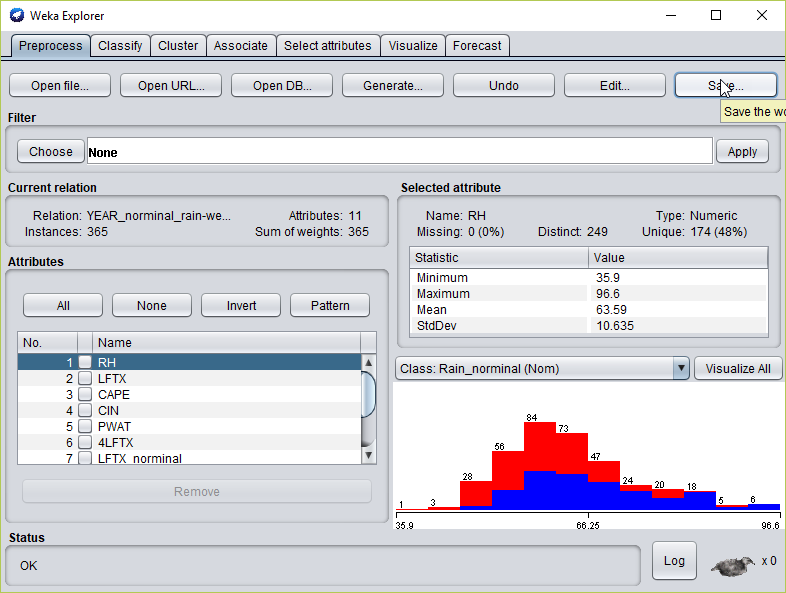 Weka Explorer
Preprocess Classify Cluster Associate Select attributes Visualize Forecast
Open file... Open URL... Open DB... Generate... Undo Edit... Save...
Save the wo
Filter
Choose None Apply
Current relation
Relation: YEAR_norminal_rain-we... Attributes: 11
Instances: 365 Sum of weights: 365
Selected attribute
Name: RH Type: Numeric
Missing: 0 (0%) Distinct: 249 Unique: 174 (48%)
Statistic Value
Minimum 35.9
Maximum 96.6
Mean 63.59
StdDev 10.635
Attributes
All None Invert Pattern
No. Name
1 RH
2 LFTX
3 CAPE
4 CIN
5 PWAT
6 4LFTX
7 LFTX_norminal
Remove
Class: Rain_norminal (Nom) Visualize All
1 3 28 56 84 73 47 24 20 18 5 6
35.9 66.25 96.6
Status
OK
Log x 0